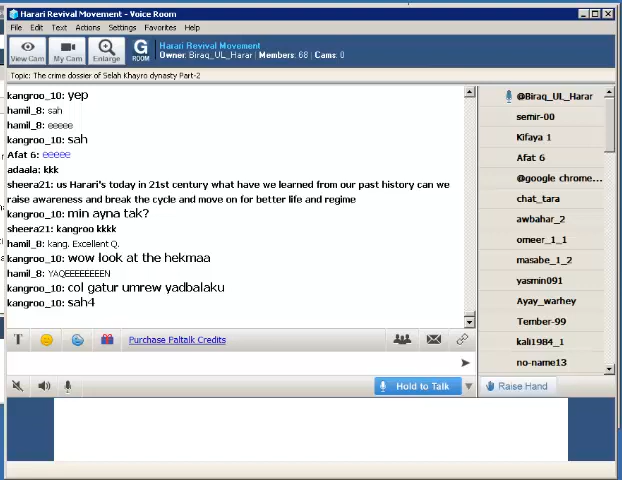 Harari Revival Movement - Voice Room
File Edit Text Actions Settings Favorites Help
View Cam My Cam Enlarge G ROOM
Harari Revival Movement
Owner: Biraq_UL_Harar | Members: 68 | Cams: 0
Topic: The crime dossier of Selah Khayro dynasty Part-2
kangroo_10: yep
hamil_8: sah
hamil_8: eeeee
kangroo_10: sah
Afat 6: eeeee
adaala: kkk
sheera21: us Harari's today in 21st century what have we learned from our past history can we
raise awareness and break the cycle and move on for better life and regime
kangroo_10: min ayna tak?
sheera21: kangroo kkkk
hamil_8: kang. Excellent Q.
kangroo_10: wow look at the hekmaa
hamil_8: YAQEEEEEEEEN
kangroo_10: col gatur umrew yadbalaku
kangroo_10: sah4
@Biraq_UL_Harar
semir-00
Kifaya 1
Afat 6
@google chrome...
chat_tara
awbahar_2
omeer_1_1
masabe_1_2
yasmin091
Ayay_warhey
Tember-99
kali1984_1
no-name13
T Purchase Paltalk Credits
Hold to Talk
Raise Hand